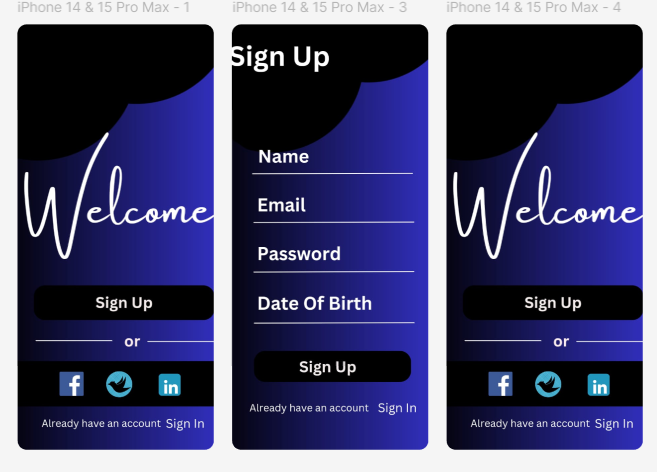 iPhone 14 & 15 Pro Max - 1
Welcome
Sign Up
or
f
in
Already have an account Sign In
iPhone 14 & 15 Pro Max - 3
Sign Up
Name
Email
Password
Date Of Birth
Sign Up
Already have an account Sign In
iPhone 14 & 15 Pro Max - 4
Welcome
Sign Up
or
f
in
Already have an account Sign In